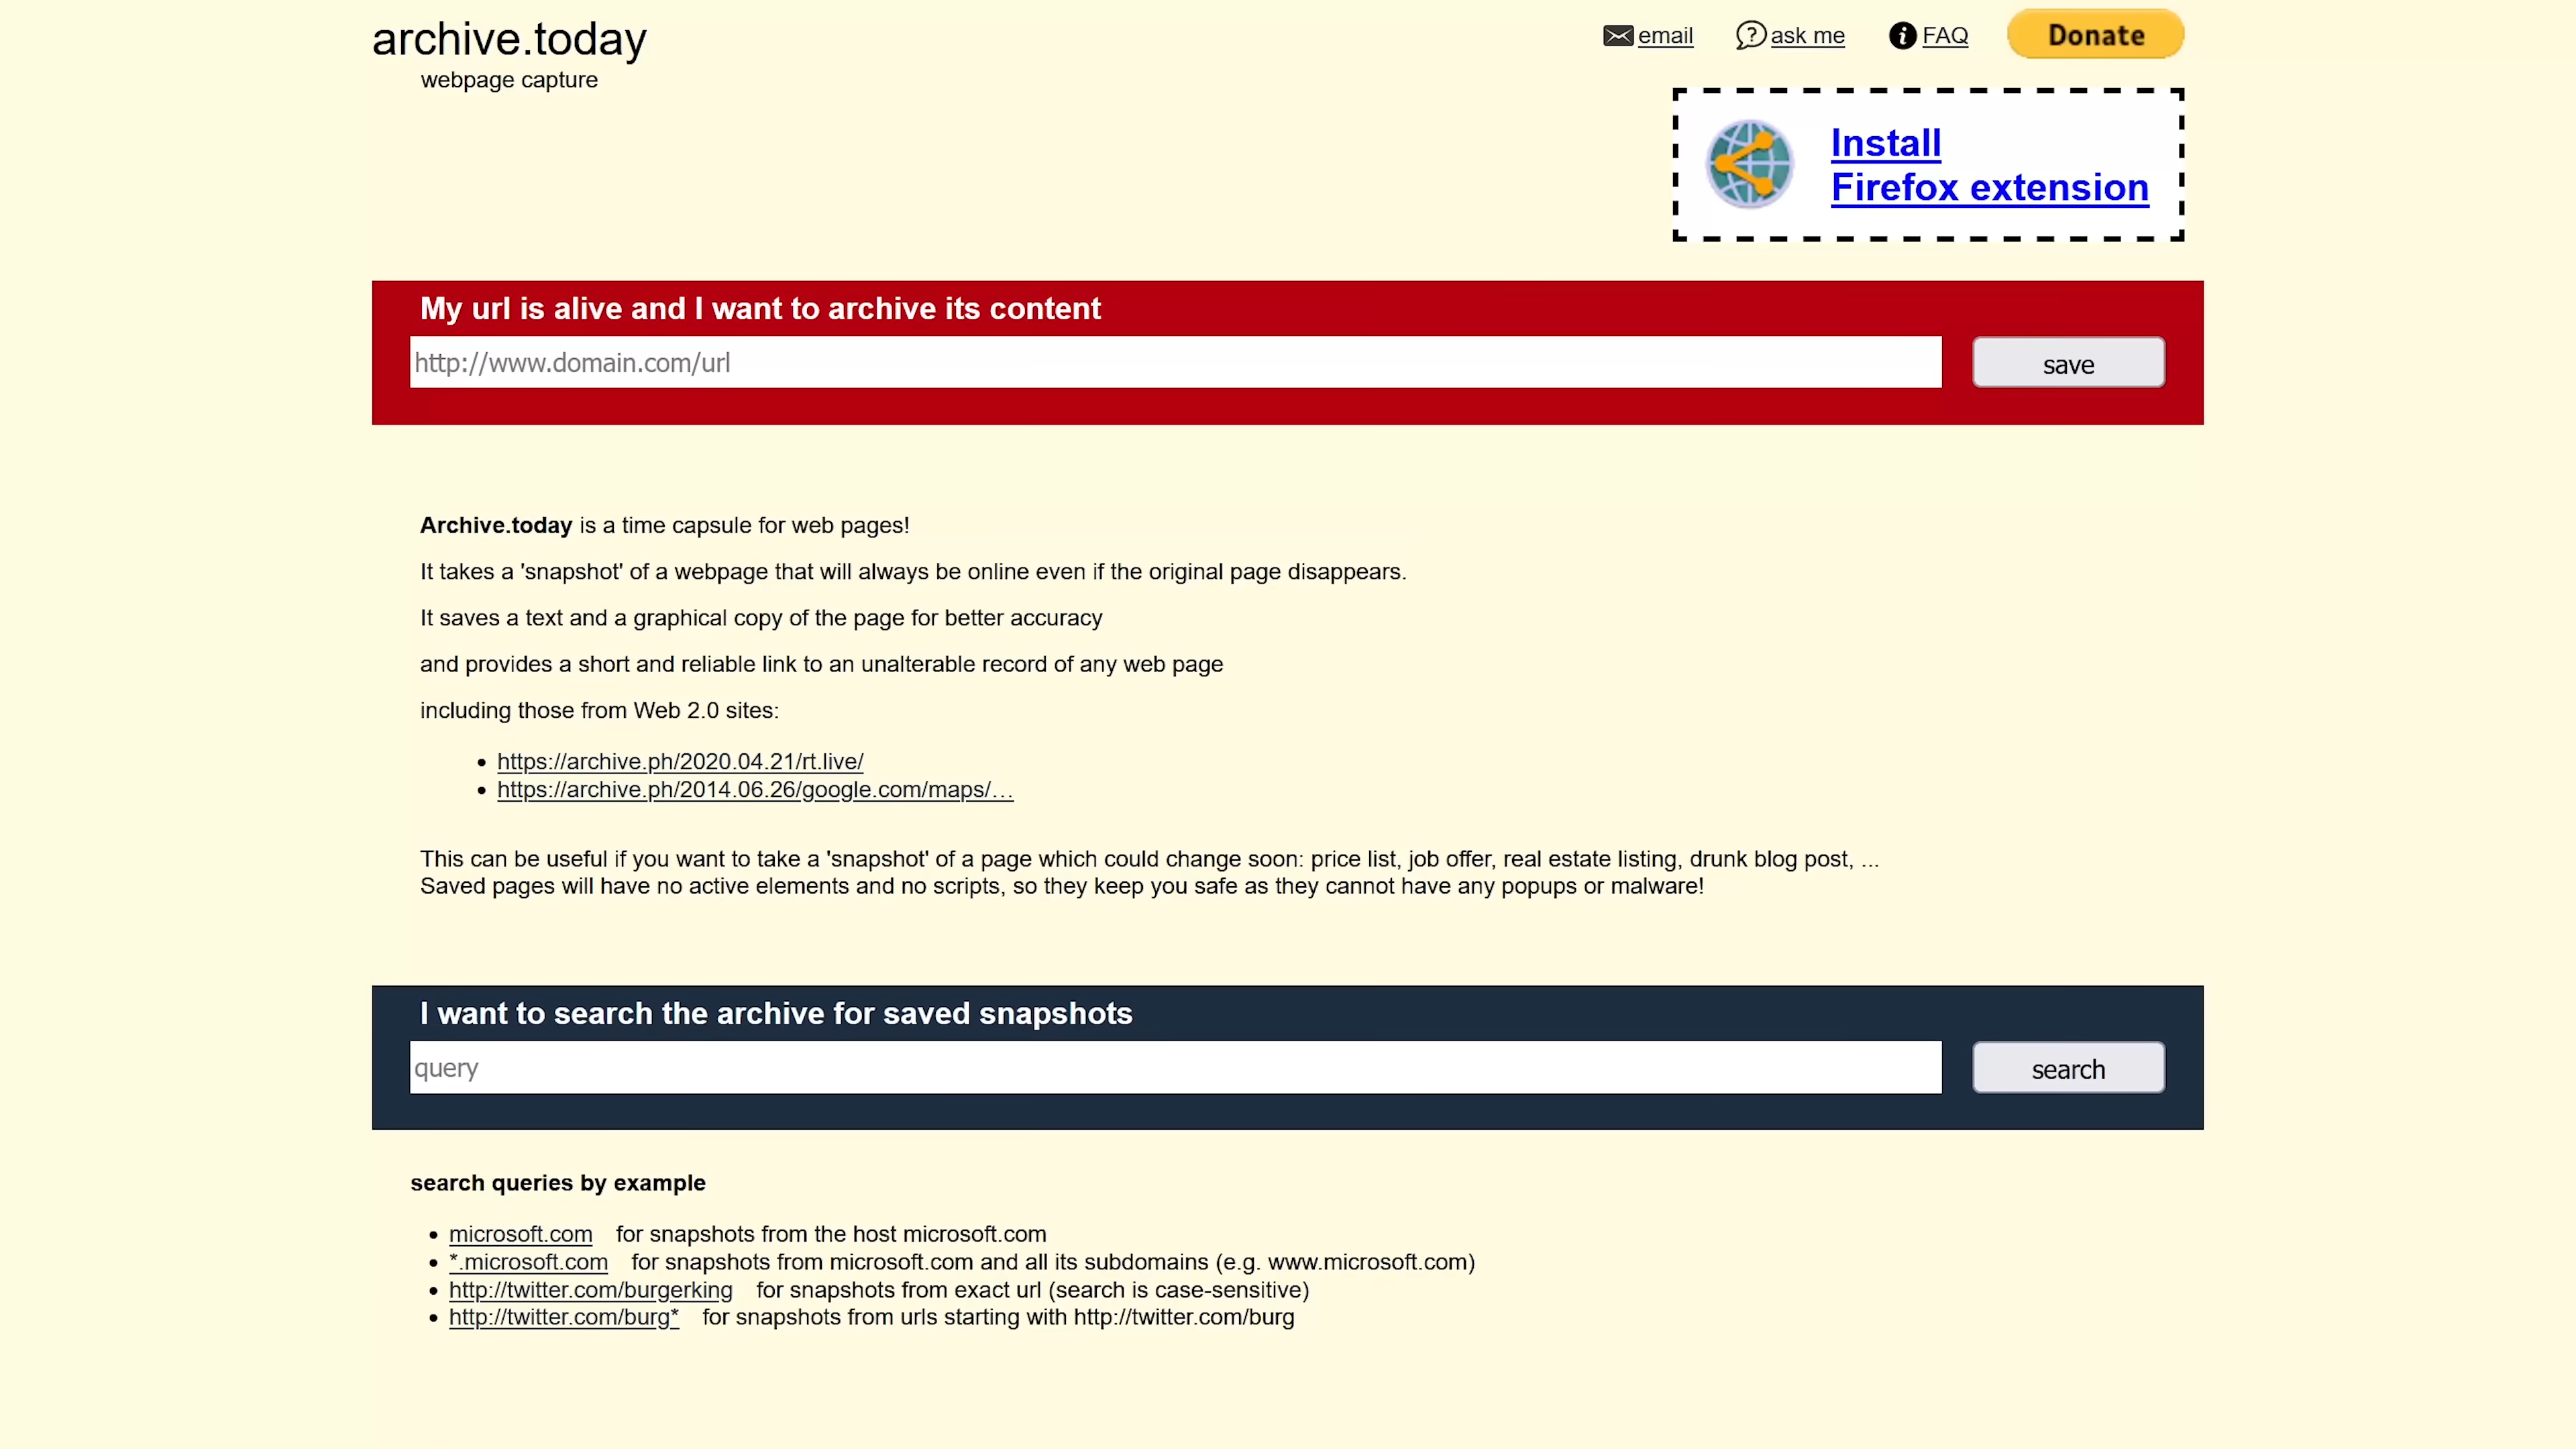 archive.today
webpage capture
email
ask me
FAQ
Donate
Install
Firefox extension
My url is alive and I want to archive its content
http://www.domain.com/url
save
Archive.today is a time capsule for web pages!
It takes a 'snapshot' of a webpage that will always be online even if the original page disappears.
It saves a text and a graphical copy of the page for better accuracy
and provides a short and reliable link to an unalterable record of any web page
including those from Web 2.0 sites:
https://archive.ph/2020.04.21/rt.live/
https://archive.ph/2014.06.26/google.com/maps/…
This can be useful if you want to take a 'snapshot' of a page which could change soon: price list, job offer, real estate listing, drunk blog post, ...
Saved pages will have no active elements and no scripts, so they keep you safe as they cannot have any popups or malware!
I want to search the archive for saved snapshots
query
search
search queries by example
microsoft.com for snapshots from the host microsoft.com
*.microsoft.com for snapshots from microsoft.com and all its subdomains (e.g. www.microsoft.com)
http://twitter.com/burgerking for snapshots from exact url (search is case-sensitive)
http://twitter.com/burg* for snapshots from urls starting with http://twitter.com/burg